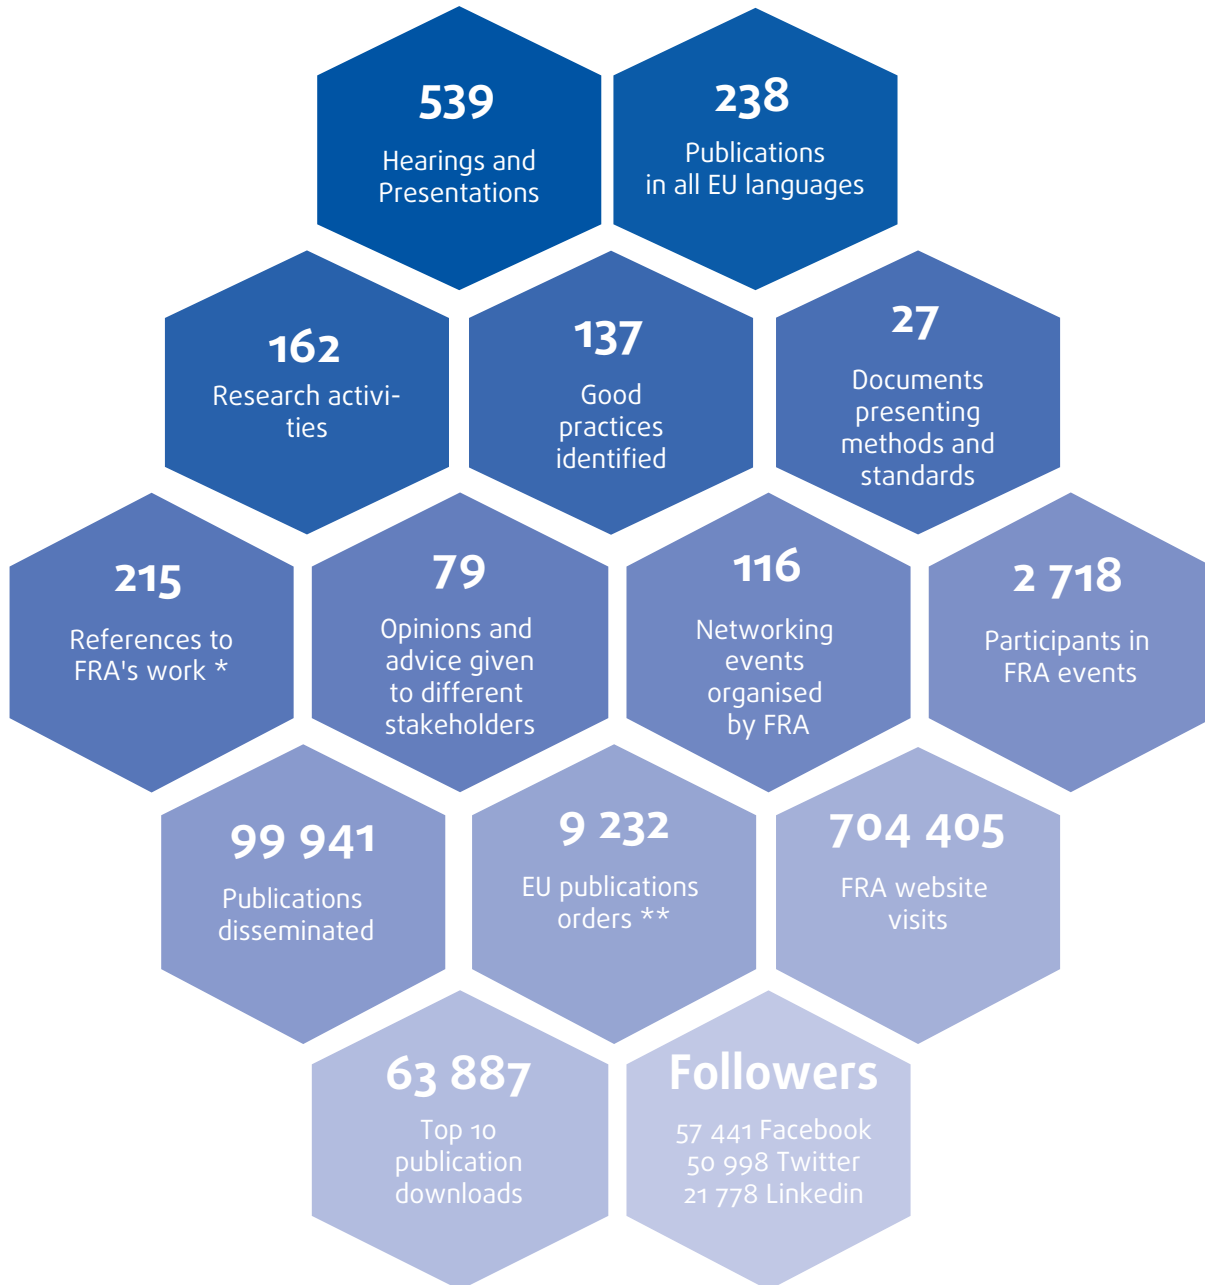 539
Hearings and
Presentations
238
Publications
in all EU languages
162
Research activi-
ties
137
Good
practices
identified
27
Documents
presenting
methods and
standards
215
References to
FRA's work *
79
Opinions and
advice given
to different
stakeholders
116
Networking
events
organised
by FRA
2 718
Participants in
FRA events
99 941
Publications
disseminated
9 232
EU publications
orders **
704 405
FRA website
visits
63 887
Top 10
publication
downloads
Followers
57 441 Facebook
50 998 Twitter
21 778 Linkedin